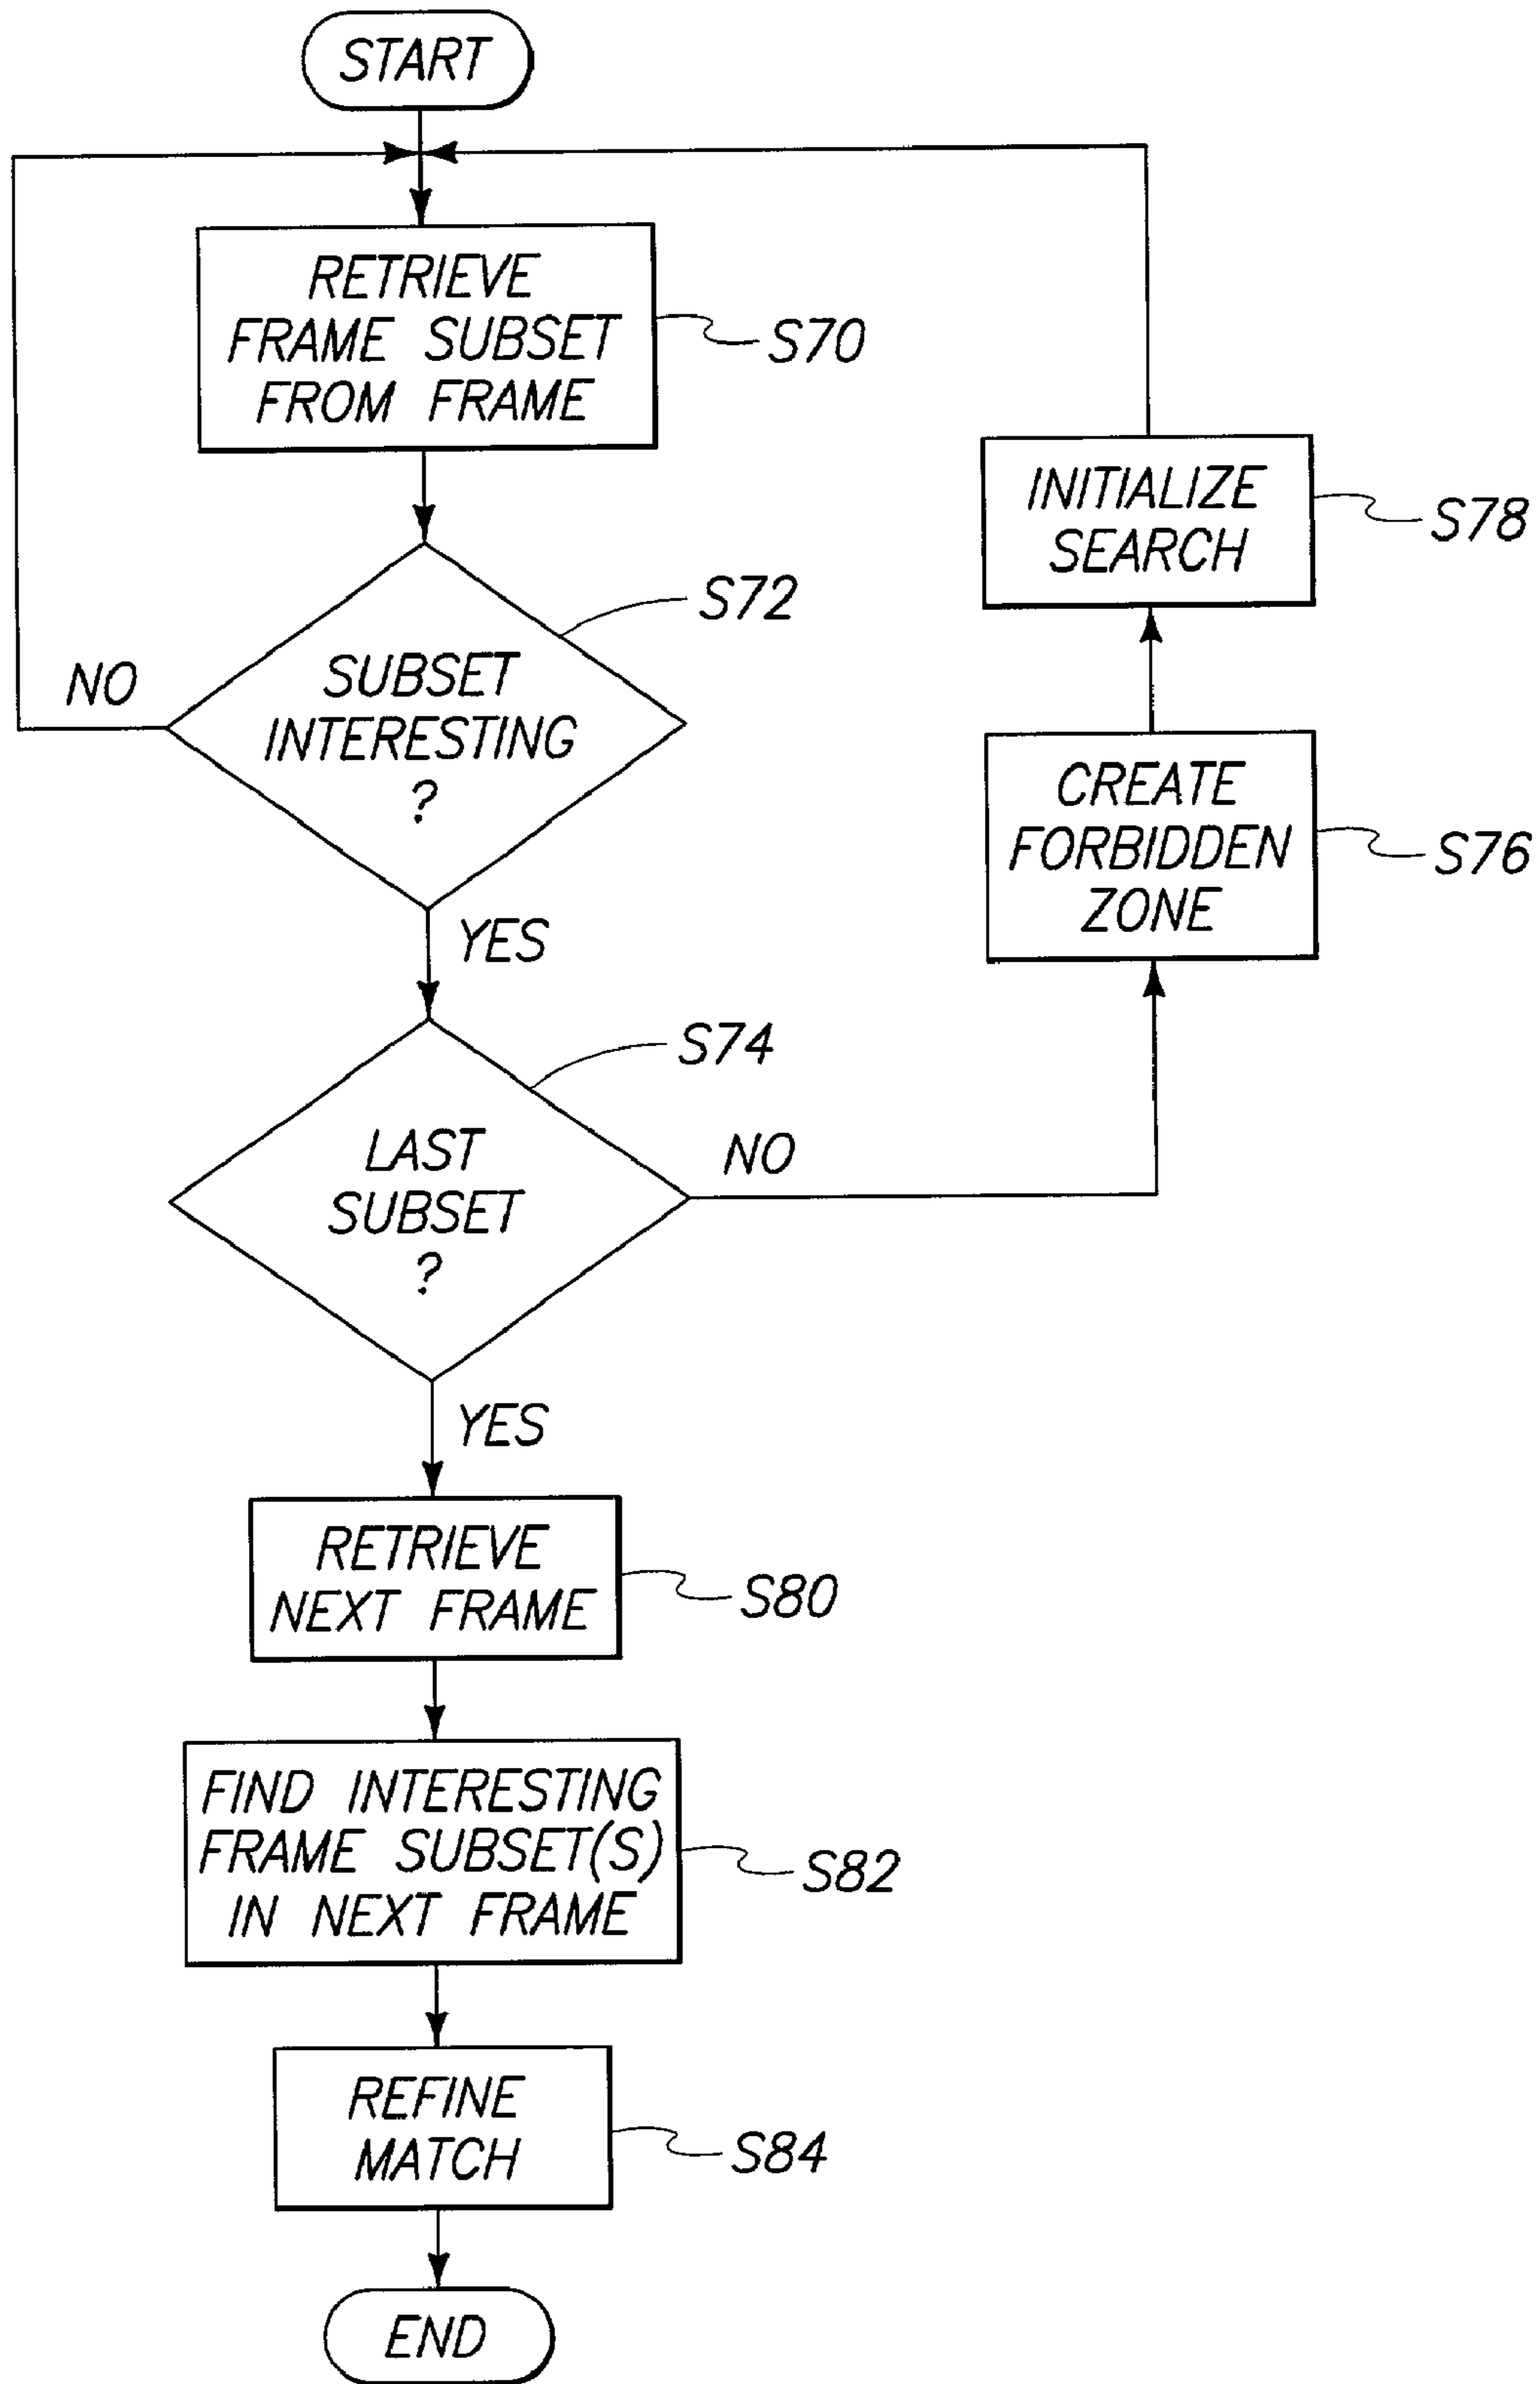 START
RETRIEVE
FRAME SUBSET
FROM FRAME
S70
INITIALIZE
SEARCH
S78
S72
NO
SUBSET
INTERESTING
?
CREATE
FORBIDDEN
ZONE
S76
YES
S74
LAST
SUBSET
?
NO
YES
RETRIEVE
NEXT FRAME
S80
FIND INTERESTING
FRAME SUBSET(S)
IN NEXT FRAME
S82
REFINE
MATCH
S84
END